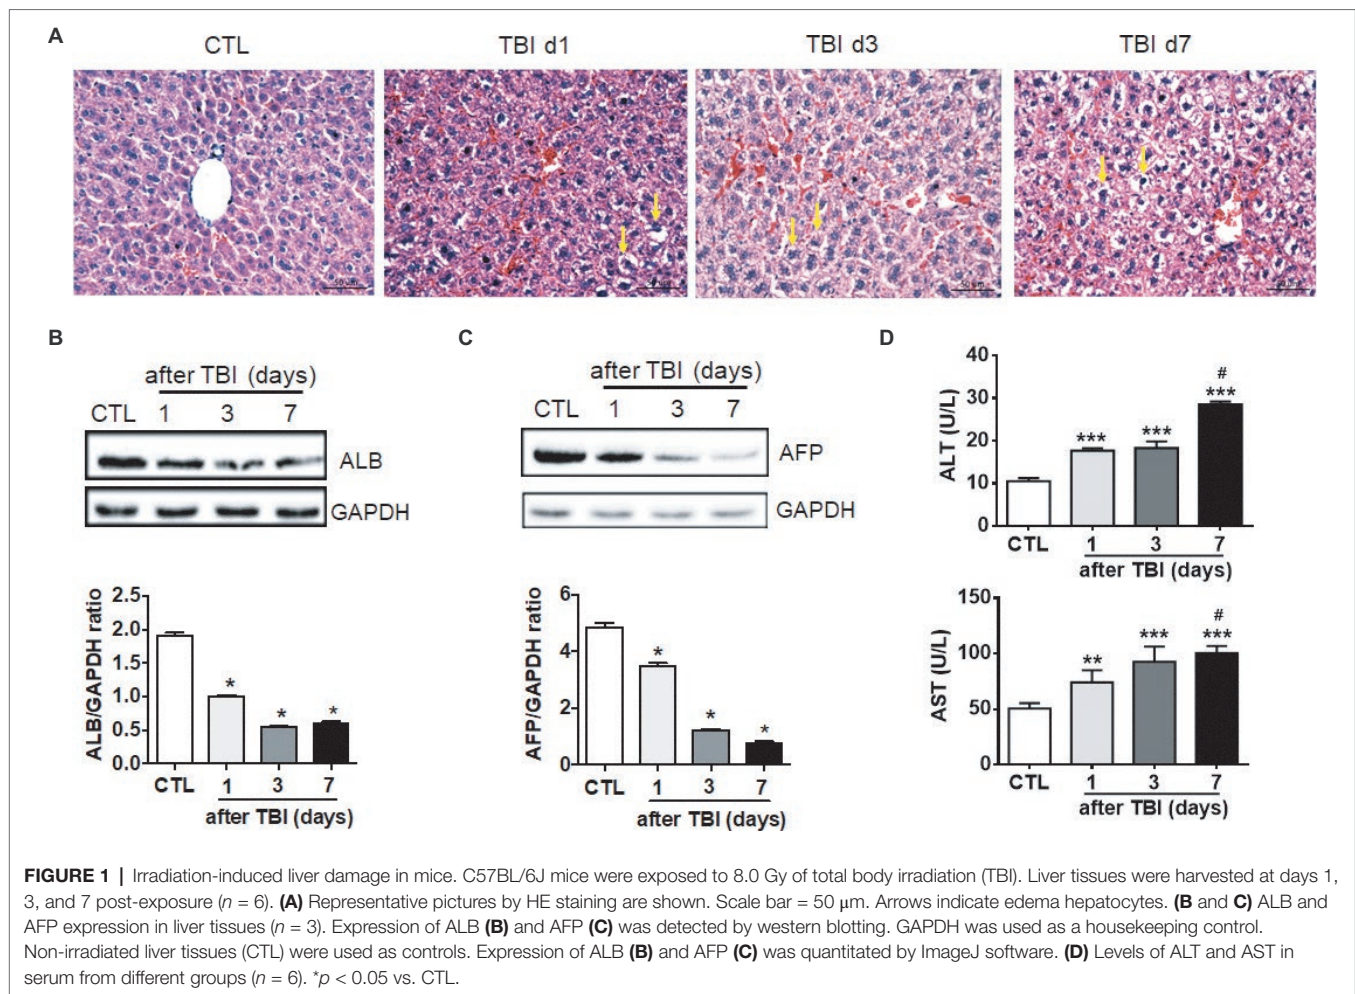 A
CTL
TBI d1
TBI d3
TBI d7
50 um
50 um
50 um
50 um
B
after TBI (days)
CTL 1 3 7
ALB
GAPDH
2.5
2.0
1.5
1.0
0.5
0.0
ALB/GAPDH ratio
*
*
*
CTL 1 3 7
after TBI (days)
C
after TBI (days)
CTL 1 3 7
AFP
GAPDH
6
4
2
0
AFP/GAPDH ratio
*
*
*
CTL 1 3 7
after TBI (days)
D
40
30
20
10
0
ALT (U/L)
***
***
#
***
CTL 1 3 7
after TBI (days)
150
100
50
0
AST (U/L)
**
***
#
***
CTL 1 3 7
after TBI (days)
FIGURE 1 | Irradiation-induced liver damage in mice. C57BL/6J mice were exposed to 8.0 Gy of total body irradiation (TBI). Liver tissues were harvested at days 1,
3, and 7 post-exposure (n = 6). (A) Representative pictures by HE staining are shown. Scale bar = 50 μm. Arrows indicate edema hepatocytes. (B and C) ALB and
AFP expression in liver tissues (n = 3). Expression of ALB (B) and AFP (C) was detected by western blotting. GAPDH was used as a housekeeping control.
Non-irradiated liver tissues (CTL) were used as controls. Expression of ALB (B) and AFP (C) was quantitated by ImageJ software. (D) Levels of ALT and AST in
serum from different groups (n = 6). *p < 0.05 vs. CTL.